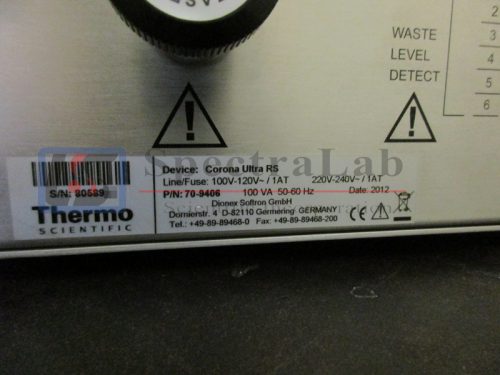 WASTE
LEVEL
DETECT
2
3
4
5
6
S/N: 80589
Thermo
SCIENTIFIC
Device: Corona Ultra RS
Line/Fuse: 100V-120V~ / 1AT 220V-240V~ / 1AT
P/N: 70-9406 100 VA 50-60 Hz Date: 2012
Dionex Softron GmbH
Dornierstr. 4 D-82110 Germering GERMANY
Tel.: +49-89-89468-0 Fax: +49-89-89468-200
CE
SpectraLab